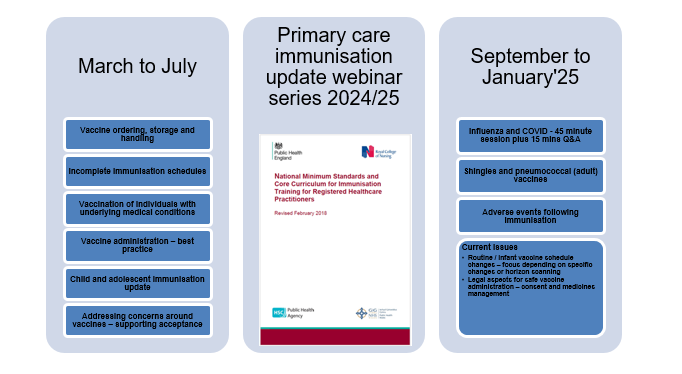 March to July
Vaccine ordering, storage and
handling
Incomplete immunisation schedules
Vaccination of individuals with
underlying medical conditions
Vaccine administration – best
practice
Child and adolescent immunisation
update
Addressing concerns around
vaccines – supporting acceptance
Primary care
immunisation
update webinar
series 2024/25
Public Health
England
Royal College
of Nursing
National Minimum Standards and
Core Curriculum for Immunisation
Training for Registered Healthcare
Practitioners
Revised February 2018
HSC Public Health
Agency
September to
January'25
Influenza and COVID - 45 minute
session plus 15 mins Q&A
Shingles and pneumococcal (adult)
vaccines
Adverse events following
immunisation
Current issues
• Routine / infant vaccine schedule
changes – focus depending on specific
changes or horizon scanning
• Legal aspects for safe vaccine
administration – consent and medicines
management